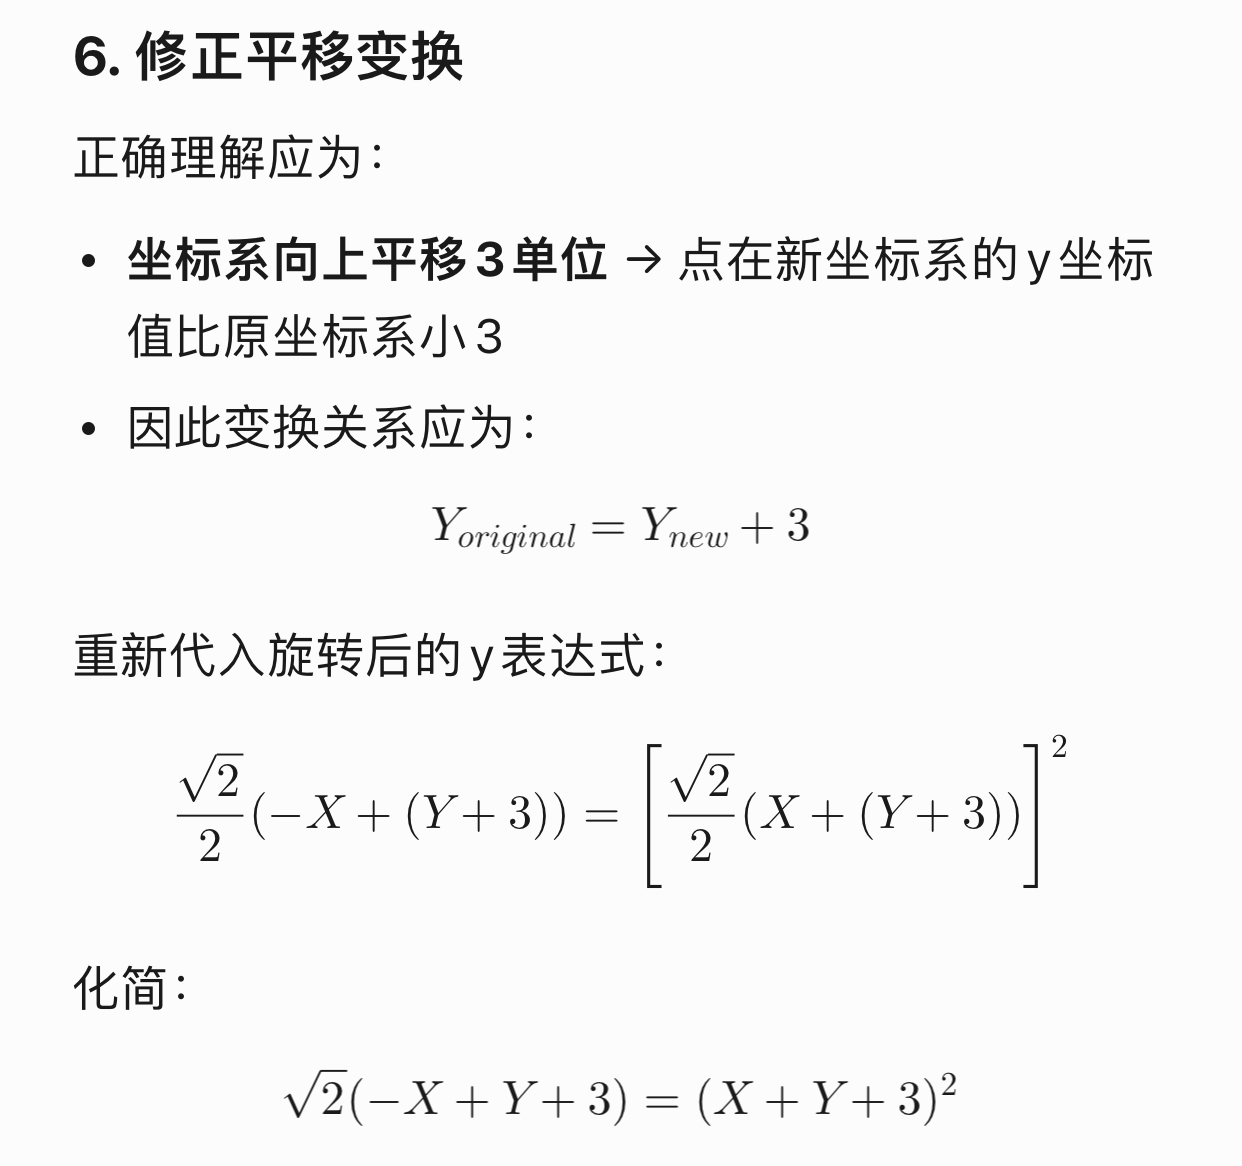 6. 修正平移变换
正确理解应为：
• 坐标系向上平移 3 单位 → 点在新坐标系的 y 坐标
值比原坐标系小 3
• 因此变换关系应为：
$Y_{original} = Y_{new} + 3$
重新代入旋转后的 y 表达式：
$\frac{\sqrt{2}}{2}(-X + (Y + 3)) = \left[\frac{\sqrt{2}}{2}(X + (Y + 3))\right]^2$
化简：
$\sqrt{2}(-X + Y + 3) = (X + Y + 3)^2$